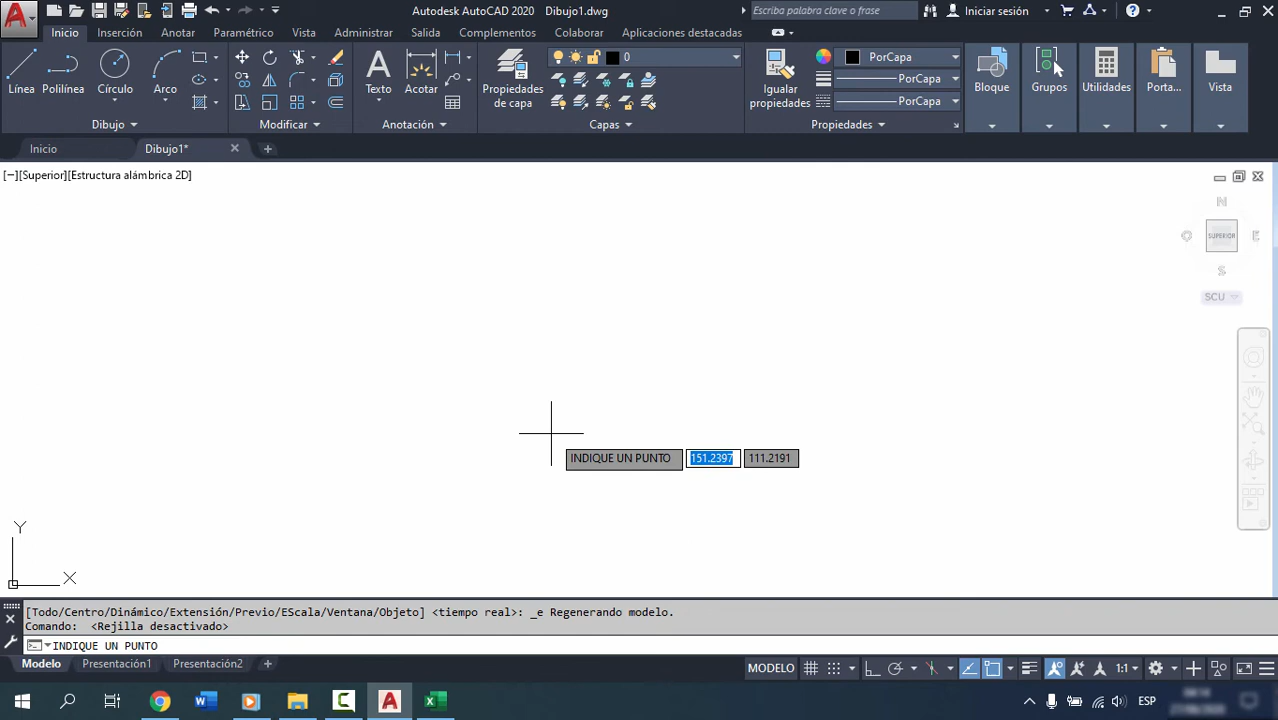 Autodesk AutoCAD 2020 Dibujo1.dwg
Escriba palabra clave o frase
Iniciar sesión
Inicio Inserción Anotar Paramétrico Vista Administrar Salida Complementos Colaborar Aplicaciones destacadas
Línea Polilínea Círculo Arco
Texto Acotar
Propiedades de capa
0
Igualar propiedades
PorCapa
PorCapa
PorCapa
Bloque Grupos Utilidades Porta... Vista
Dibujo Modificar Anotación Capas Propiedades
Inicio Dibujo1*
[−][Superior][Estructura alámbrica 2D]
N
O SUPERIOR E
S
SCU
INDIQUE UN PUNTO 151.2397 111.2191
Y
X
[Todo/Centro/Dinámico/Extensión/Previo/EScala/Ventana/Objeto] <tiempo real>: _e Regenerando modelo.
Comando: <Rejilla desactivado>
INDIQUE UN PUNTO
Modelo Presentación1 Presentación2 +
MODELO 1:1
ESP